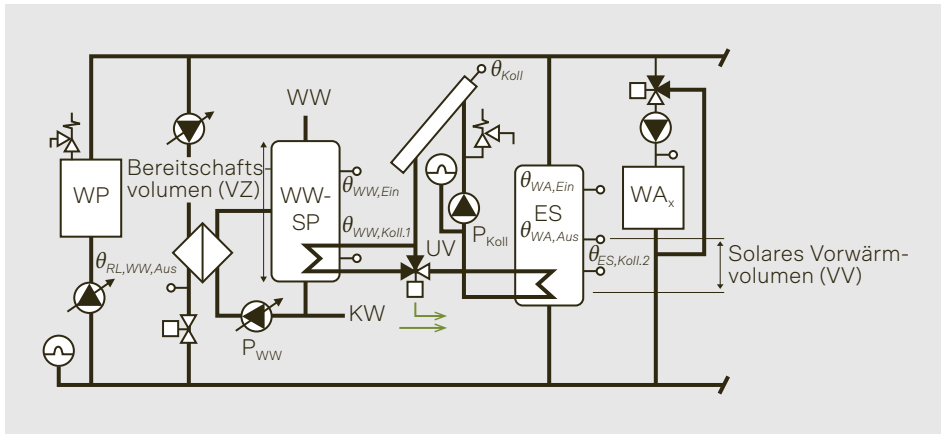 θKoll
WW
WP
Bereitschafts-
volumen (VZ)
WW-
SP
θWW,Ein
θWW,Koll.1
θRL,WW,Aus
UV
PKoll
θWA,Ein
ES
θWA,Aus
θES,Koll.2
WAx
Solares Vorwärm-
volumen (VV)
KW
PWW